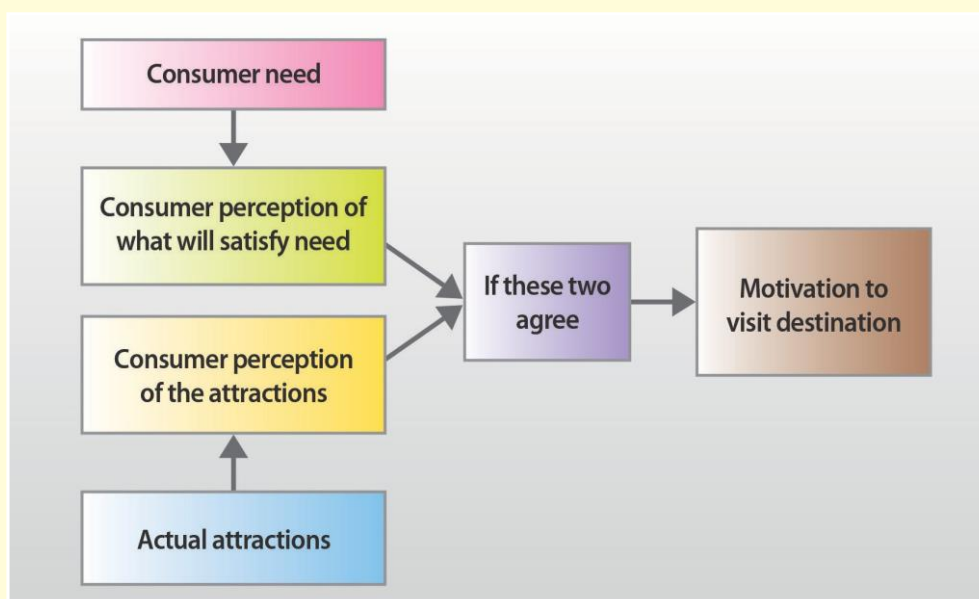 Consumer need
Consumer perception of
what will satisfy need
Consumer perception
of the attractions
Actual attractions
If these two
agree
Motivation to
visit destination